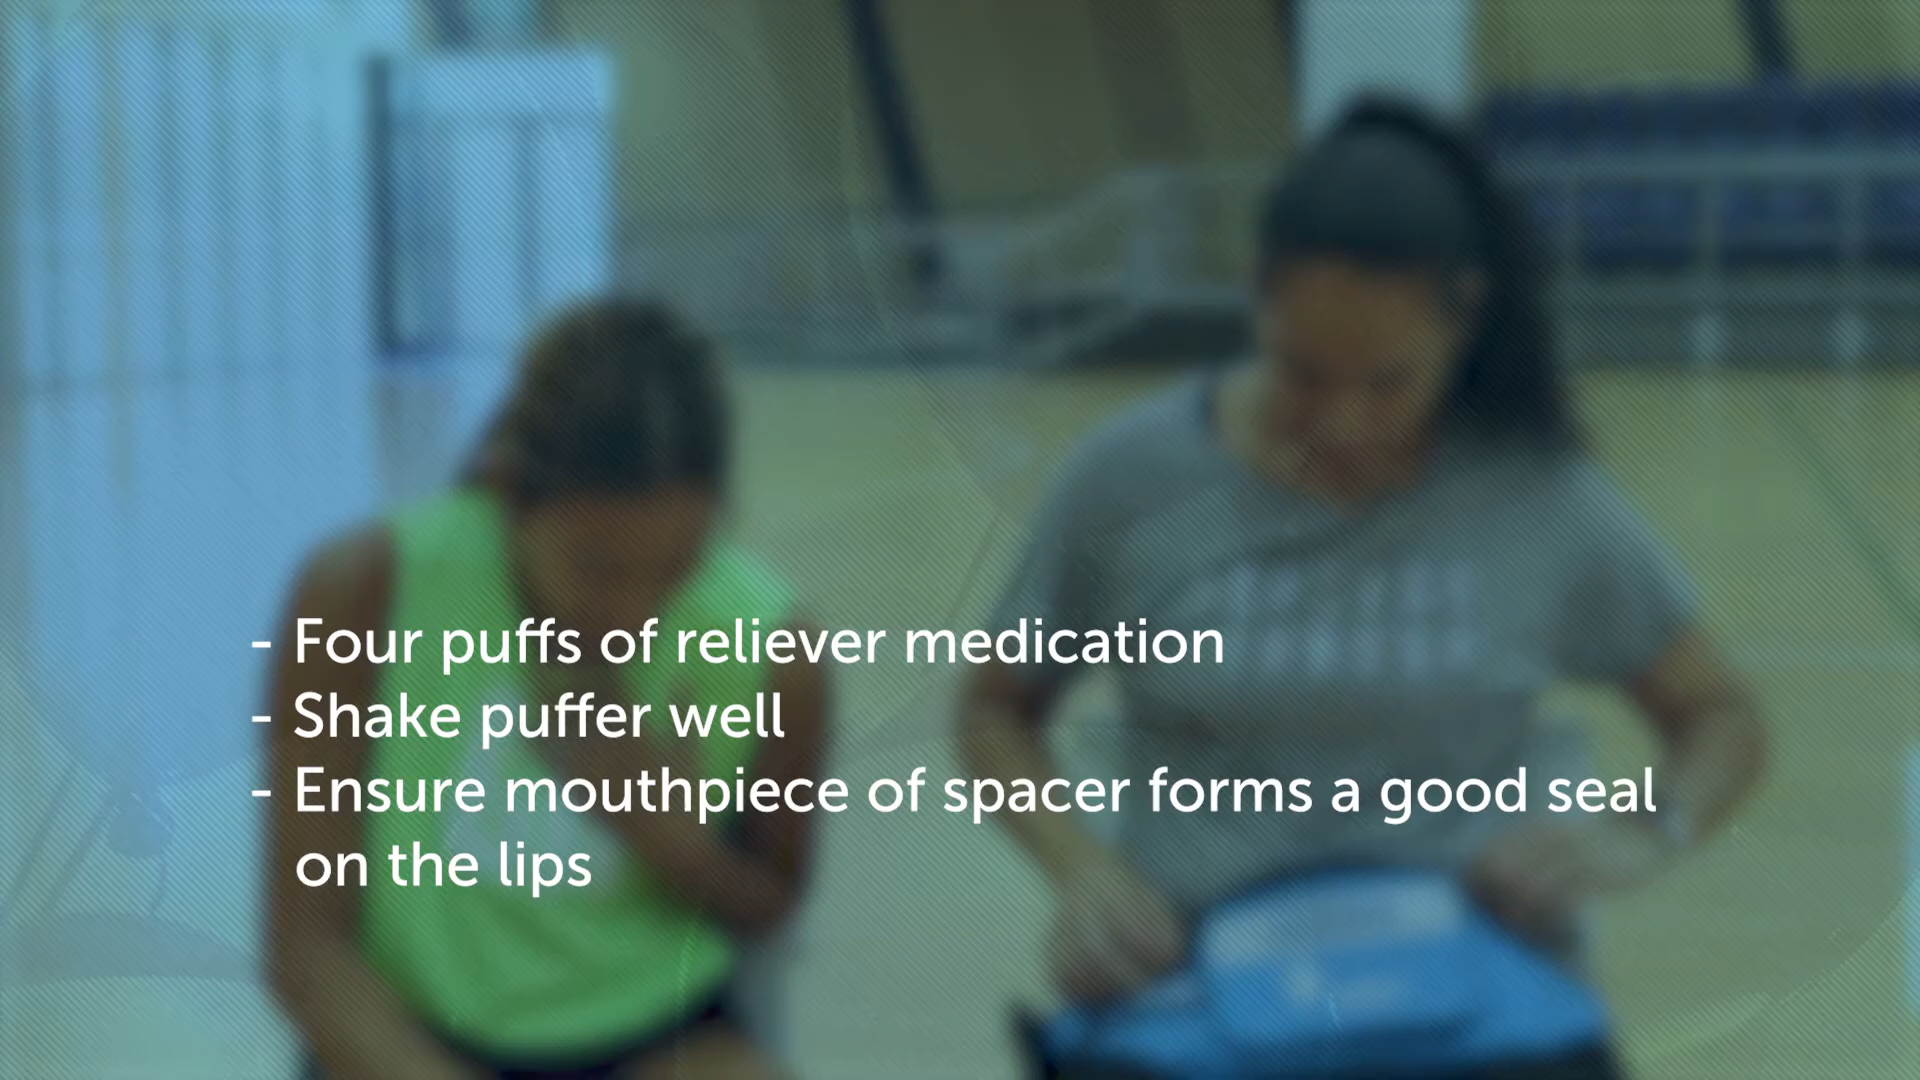 - Four puffs of reliever medication
- Shake puffer well
- Ensure mouthpiece of spacer forms a good seal
on the lips